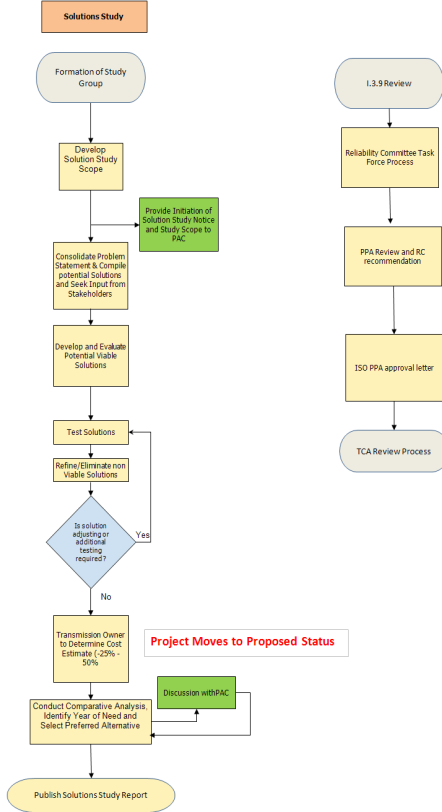 Solutions Study
Formation of Study
Group
Develop
Solution Study
Scope
Provide Initiation of
Solution Study Notice
and Study Scope to
PAC
Consolidate Problem
Statement & Compile
potential Solutions
and Seek Input from
Stakeholders
Develop and Evaluate
Potential Viable
Solutions
Test Solutions
Refine/Eliminate non
Viable Solutions
Is solution
adjusting or
additional
testing
required?
Yes
No
Transmission Owner
to Determine Cost
Estimate (-25% -
50%
Project Moves to Proposed Status
Discussion withPAC
Conduct Comparative Analysis,
Identify Year of Need and
Select Preferred Alternative
Publish Solutions Study Report
I.3.9 Review
Reliability Committee Task
Force Process
PPA Review and RC
recommendation
ISO PPA approval letter
TCA Review Process